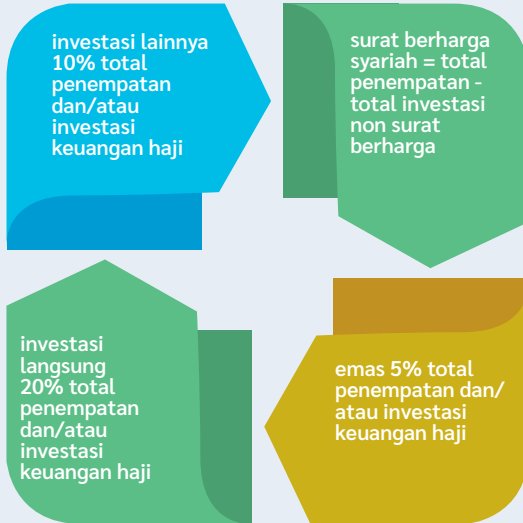 investasi lainnya
10% total
penempatan
dan/atau
investasi
keuangan haji
surat berharga
syariah = total
penempatan -
total investasi
non surat
berharga
investasi
langsung
20% total
penempatan
dan/atau
investasi
keuangan haji
emas 5% total
penempatan dan/
atau investasi
keuangan haji